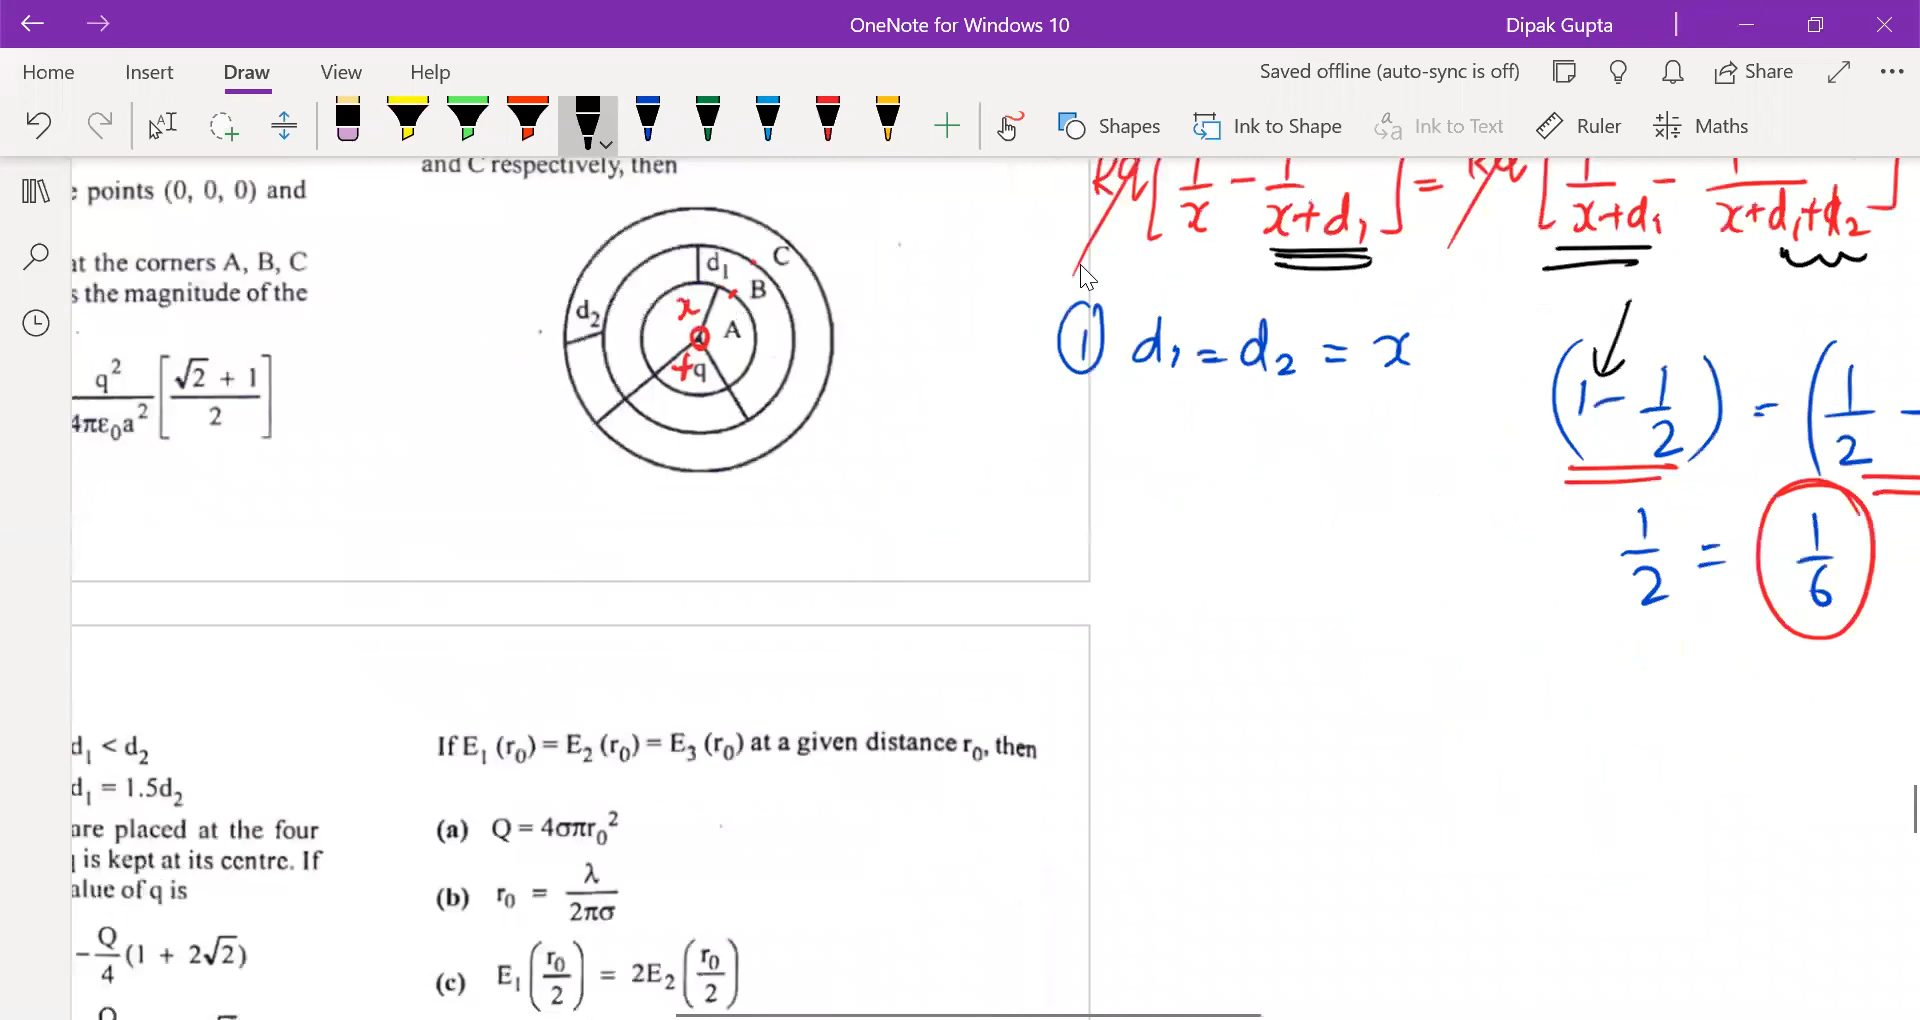 OneNote for Windows 10
Dipak Gupta
Home Insert Draw View Help
Saved offline (auto-sync is off) Share
Shapes Ink to Shape Ink to Text Ruler Maths
points (0, 0, 0) and
at the corners A, B, C
s the magnitude of the
q² / 4πε₀a² [(√2 + 1) / 2]
and C respectively, then
C
d₁
B
d₂
x
A
+q
kq [1/x - 1/(x+d₁)] = kq [1/(x+d₁) - 1/(x+d₁+d₂)]
① d₁ = d₂ = x
(1 - 1/2) = (1/2 -
1/2 = 1/6
d₁ < d₂
d₁ = 1.5d₂
are placed at the four
is kept at its centre. If
alue of q is
-Q/4 (1 + 2√2)
If E₁ (r₀) = E₂ (r₀) = E₃ (r₀) at a given distance r₀, then
(a) Q = 4σπr₀²
(b) r₀ = λ / 2πσ
(c) E₁ (r₀/2) = 2E₂ (r₀/2)